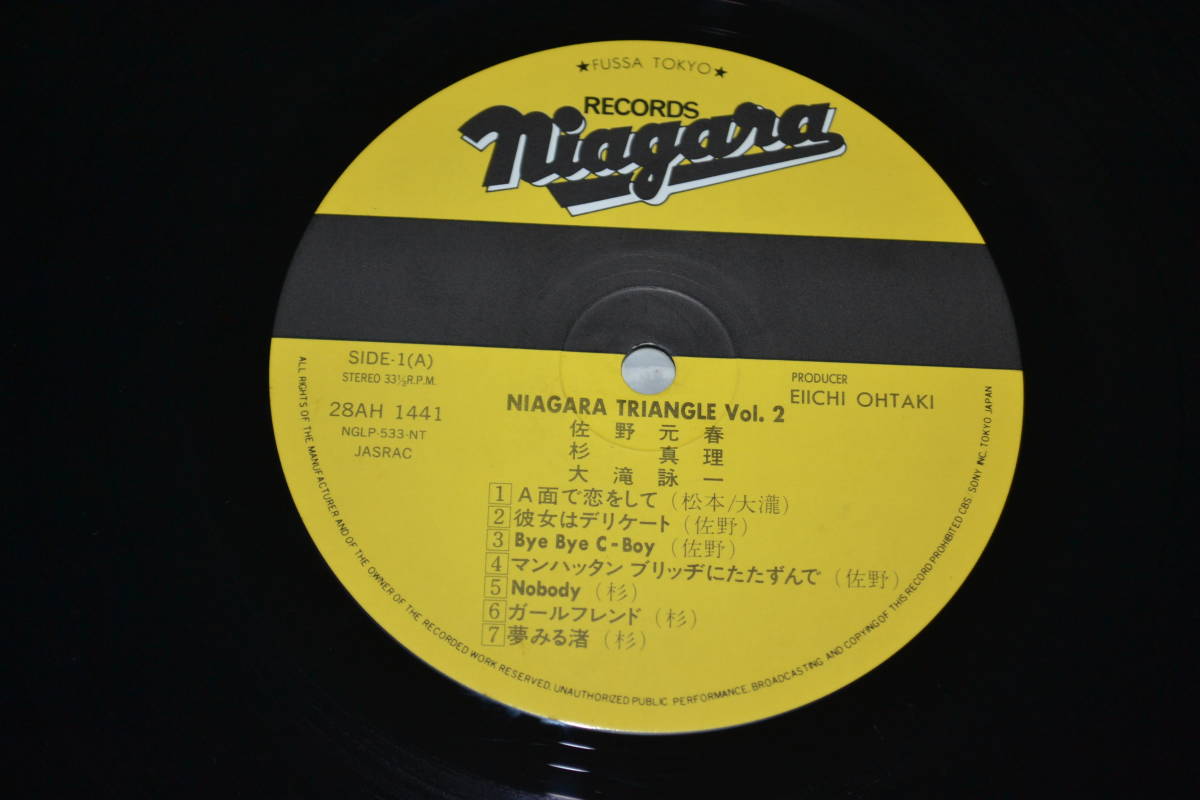 ★FUSSA TOKYO★
RECORDS
Niagara
SIDE-1(A)
STEREO 33⅓R.P.M.
28AH 1441
NGLP-533-NT
JASRAC
PRODUCER
EIICHI OHTAKI
NIAGARA TRIANGLE Vol. 2
佐野元春
杉 真理
大滝詠一
1 A面で恋をして (松本/大瀧)
2 彼女はデリケート (佐野)
3 Bye Bye C-Boy (佐野)
4 マンハッタン ブリッヂにたたずんで (佐野)
5 Nobody (杉)
6 ガールフレンド (杉)
7 夢みる渚 (杉)
ALL RIGHTS OF THE MANUFACTURER AND OF THE OWNER OF THE RECORDED WORK RESERVED. UNAUTHORIZED PUBLIC PERFORMANCE, BROADCASTING AND COPYING OF THIS RECORD PROHIBITED CBS/SONY INC. TOKYO JAPAN